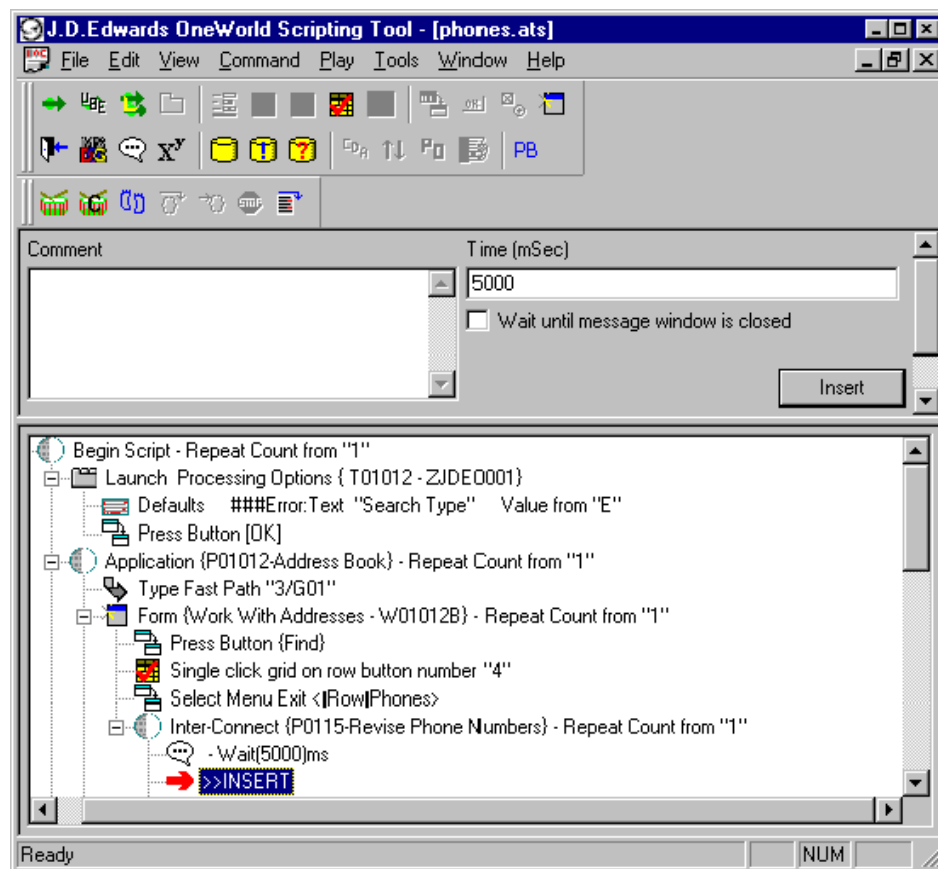 J.D.Edwards OneWorld Scripting Tool - [phones.ats]
File Edit View Command Play Tools Window Help
UBE
OBJ
X^y ! ? CDA PO PB
C STOP
Comment Time (mSec)
5000
Wait until message window is closed
Insert
Begin Script - Repeat Count from "1"
Launch Processing Options { T01012 - ZJDE0001}
Defaults ###Error:Text "Search Type" Value from "E"
Press Button [OK]
Application {P01012-Address Book} - Repeat Count from "1"
Type Fast Path "3/G01"
Form {Work With Addresses - W01012B} - Repeat Count from "1"
Press Button {Find}
Single click grid on row button number "4"
Select Menu Exit <|Row|Phones>
Inter-Connect {P0115-Revise Phone Numbers} - Repeat Count from "1"
- Wait(5000)ms
>>INSERT
Ready NUM